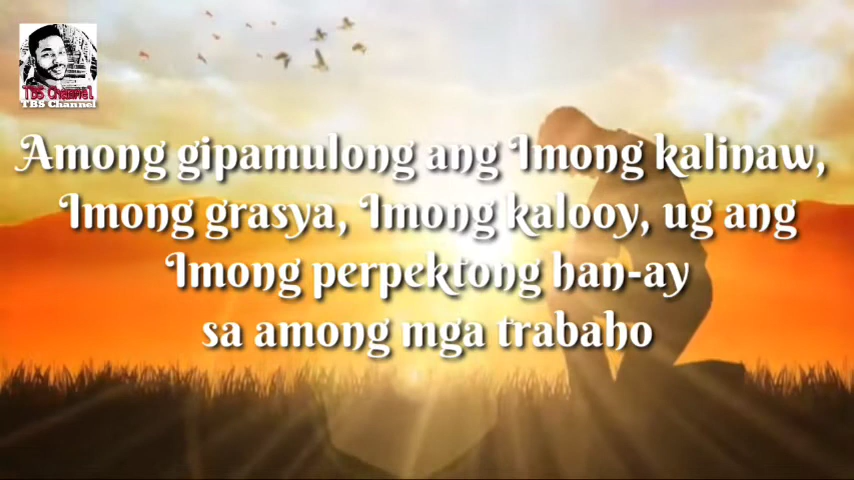 TBS Channel
TBS Channel
Among gipamulong ang Imong kalinaw,
Imong grasya, Imong kalooy, ug ang
Imong perpektong han-ay
sa among mga trabaho